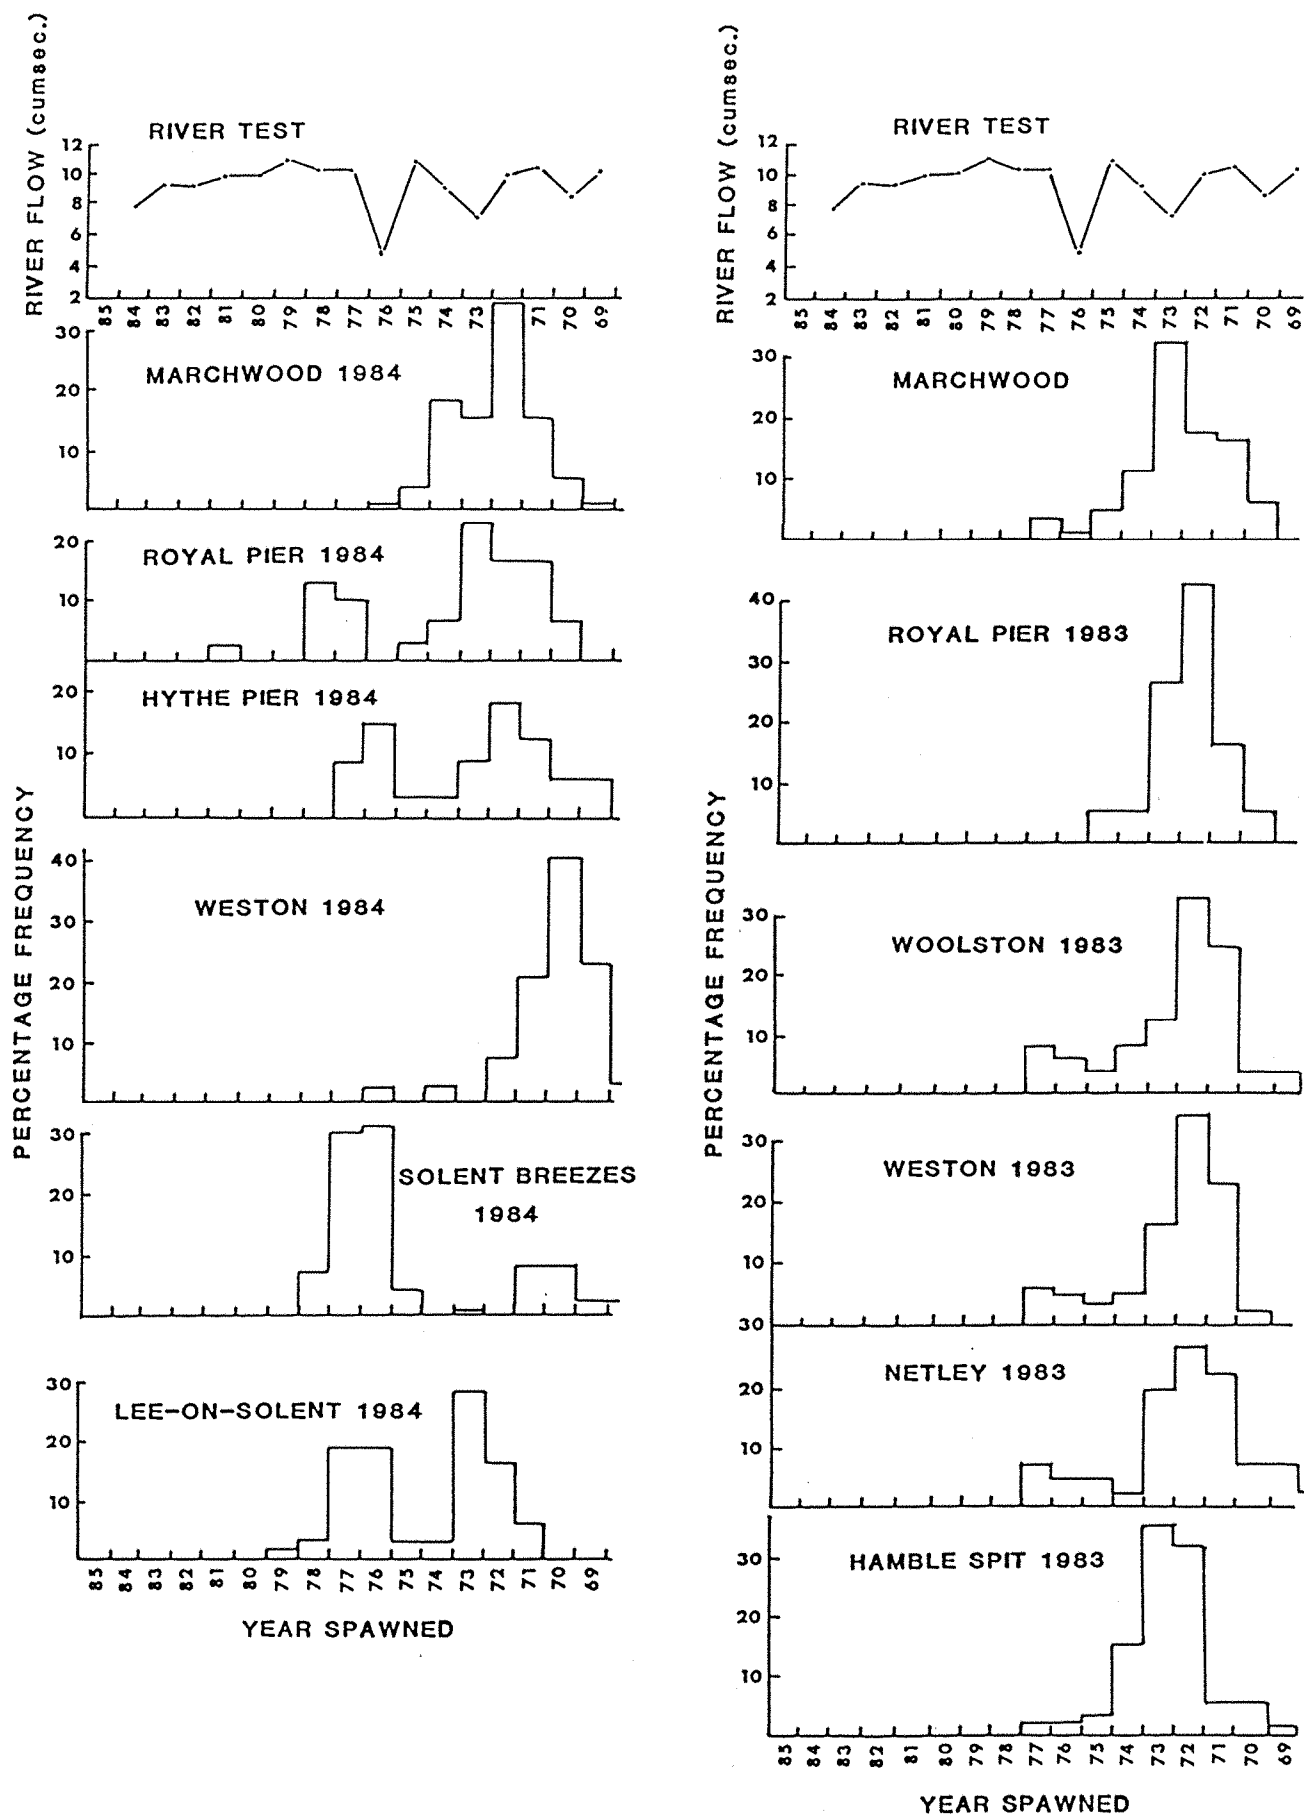 RIVER FLOW (cumsec.)
RIVER TEST
12
10
8
6
4
2
85 84 83 82 81 80 79 78 77 76 75 74 73 71 70 69
30
20
10
MARCHWOOD 1984
20
10
ROYAL PIER 1984
20
10
HYTHE PIER 1984
PERCENTAGE FREQUENCY
40
30
20
10
WESTON 1984
30
20
10
SOLENT BREEZES
1984
30
20
10
LEE-ON-SOLENT 1984
85 84 83 82 81 80 79 78 77 76 75 74 73 72 71 70 69
YEAR SPAWNED
RIVER FLOW (cumsec.)
RIVER TEST
12
10
8
6
4
2
85 84 83 82 81 80 79 78 77 76 75 74 73 72 71 70 69
30
20
10
MARCHWOOD
40
30
20
10
ROYAL PIER 1983
PERCENTAGE FREQUENCY
30
20
10
WOOLSTON 1983
30
20
10
WESTON 1983
30
20
10
NETLEY 1983
30
20
10
HAMBLE SPIT 1983
85 84 83 82 81 80 79 78 77 76 75 74 73 72 71 70 69
YEAR SPAWNED